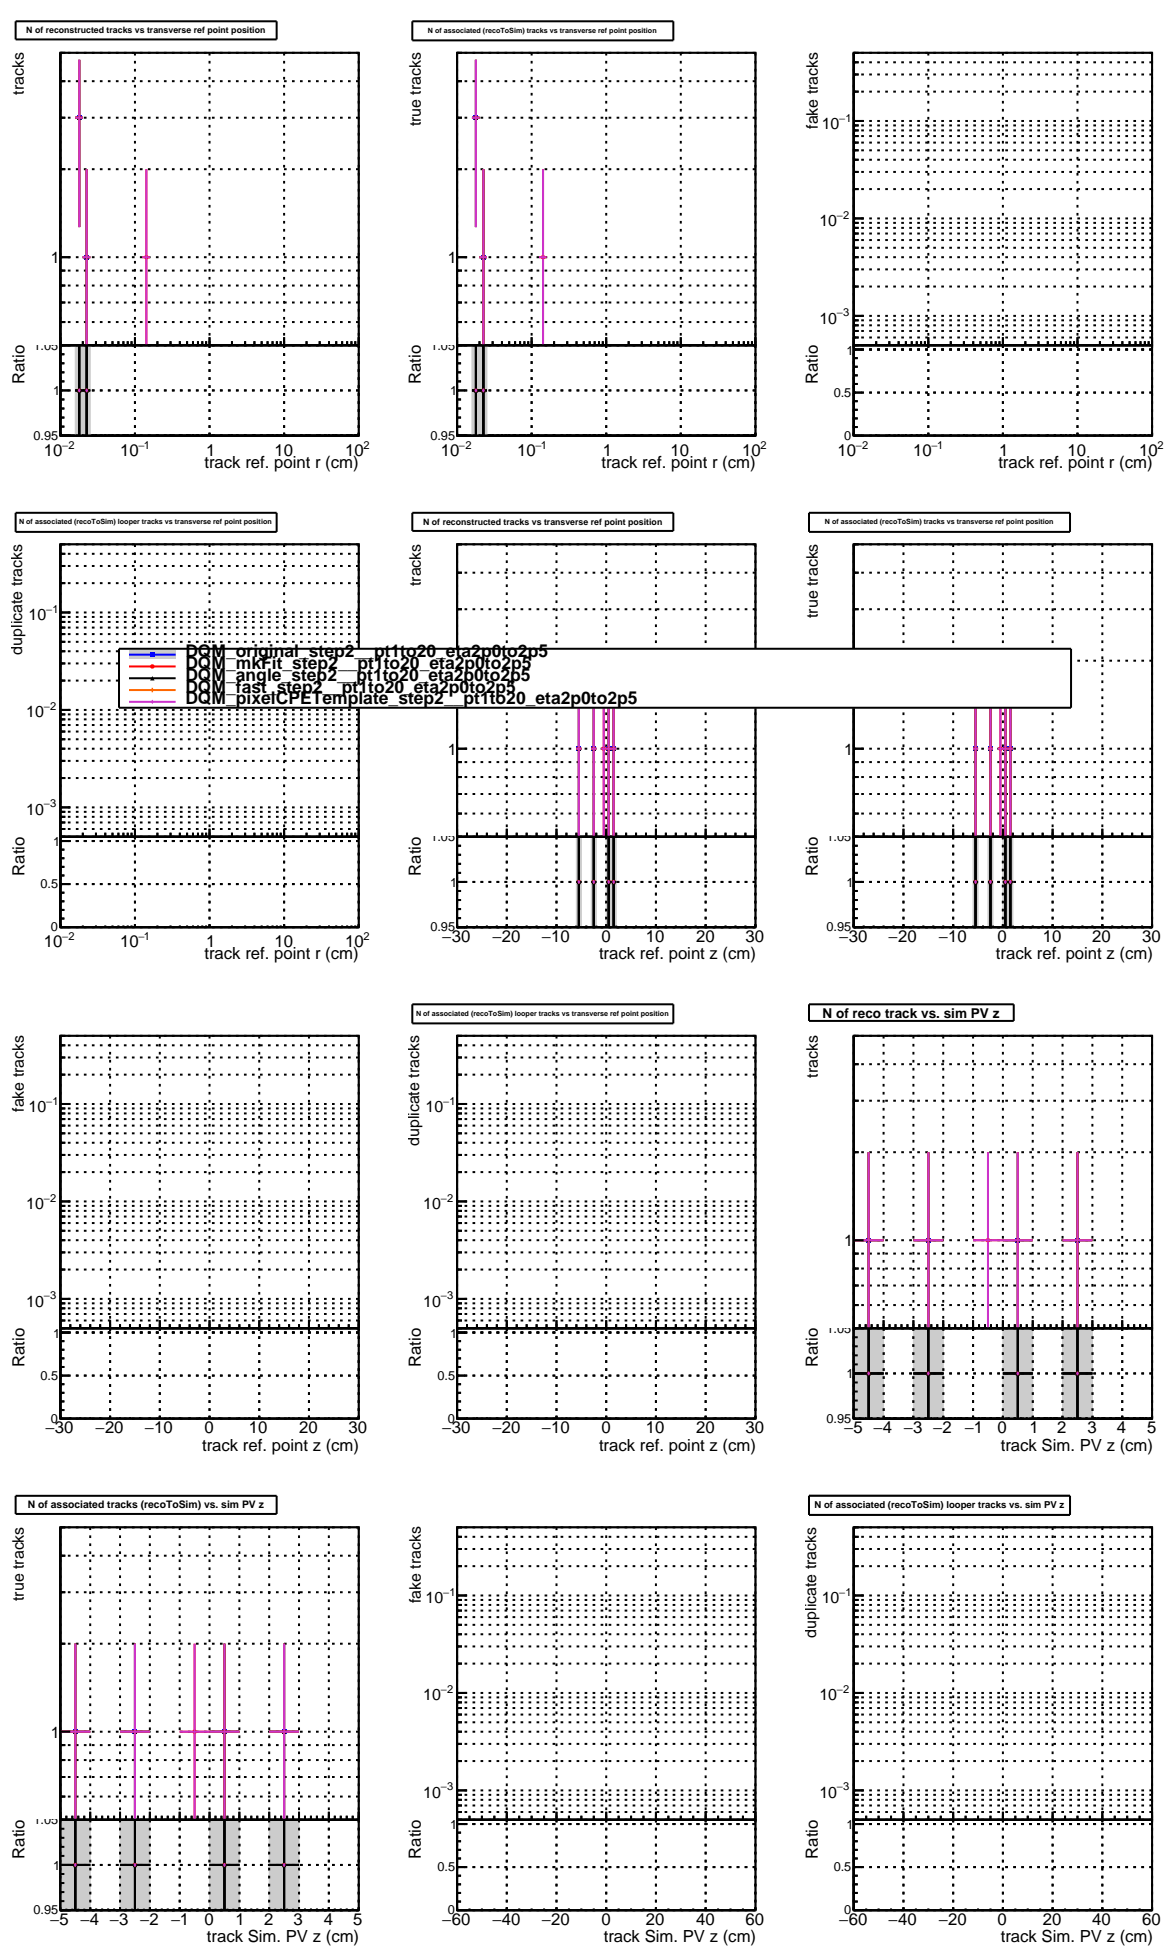 N of reconstructed tracks vs transverse ref point position
N of associated (recoToSim) tracks vs transverse ref point position
tracks
1
1.05
Ratio
1
0.95
10−2 10−1 1 10 102
track ref. point r (cm)
true tracks
1
1.05
Ratio
1
0.95
10−2 10−1 1 10 102
track ref. point r (cm)
fake tracks
10−1
10−2
10−3
Ratio
1
0.5
0
10−2 10−1 1 10 102
track ref. point r (cm)
N of associated (recoToSim) looper tracks vs transverse ref point position
N of reconstructed tracks vs transverse ref point position
N of associated (recoToSim) tracks vs transverse ref point position
duplicate tracks
10−1
10−2
10−3
Ratio
1
0.5
0
10−2 10−1 1 10 102
track ref. point r (cm)
tracks
1
1.05
Ratio
1
0.95
−30 −20 −10 0 10 20 30
track ref. point z (cm)
true tracks
1
1.05
Ratio
1
0.95
−30 −20 −10 0 10 20 30
track ref. point z (cm)
DQM_original_step2__pt1to20_eta2p0to2p5
DQM_mkFit_step2__pt1to20_eta2p0to2p5
DQM_angle_step2__pt1to20_eta2p0to2p5
DQM_fast_step2__pt1to20_eta2p0to2p5
DQM_pixelCPETemplate_step2__pt1to20_eta2p0to2p5
N of associated (recoToSim) looper tracks vs transverse ref point position
N of reco track vs. sim PV z
fake tracks
10−1
10−2
10−3
Ratio
1
0.5
0
−30 −20 −10 0 10 20 30
track ref. point z (cm)
duplicate tracks
10−1
10−2
10−3
Ratio
1
0.5
0
−30 −20 −10 0 10 20 30
track ref. point z (cm)
tracks
1
1.05
Ratio
1
0.95
−5 −4 −3 −2 −1 0 1 2 3 4 5
track Sim. PV z (cm)
N of associated tracks (recoToSim) vs. sim PV z
N of associated (recoToSim) looper tracks vs. sim PV z
true tracks
1
1.05
Ratio
1
0.95
−5 −4 −3 −2 −1 0 1 2 3 4 5
track Sim. PV z (cm)
fake tracks
10−1
10−2
10−3
Ratio
1
0.5
0
−60 −40 −20 0 20 40 60
track Sim. PV z (cm)
duplicate tracks
10−1
10−2
10−3
Ratio
1
0.5
0
−60 −40 −20 0 20 40 60
track Sim. PV z (cm)